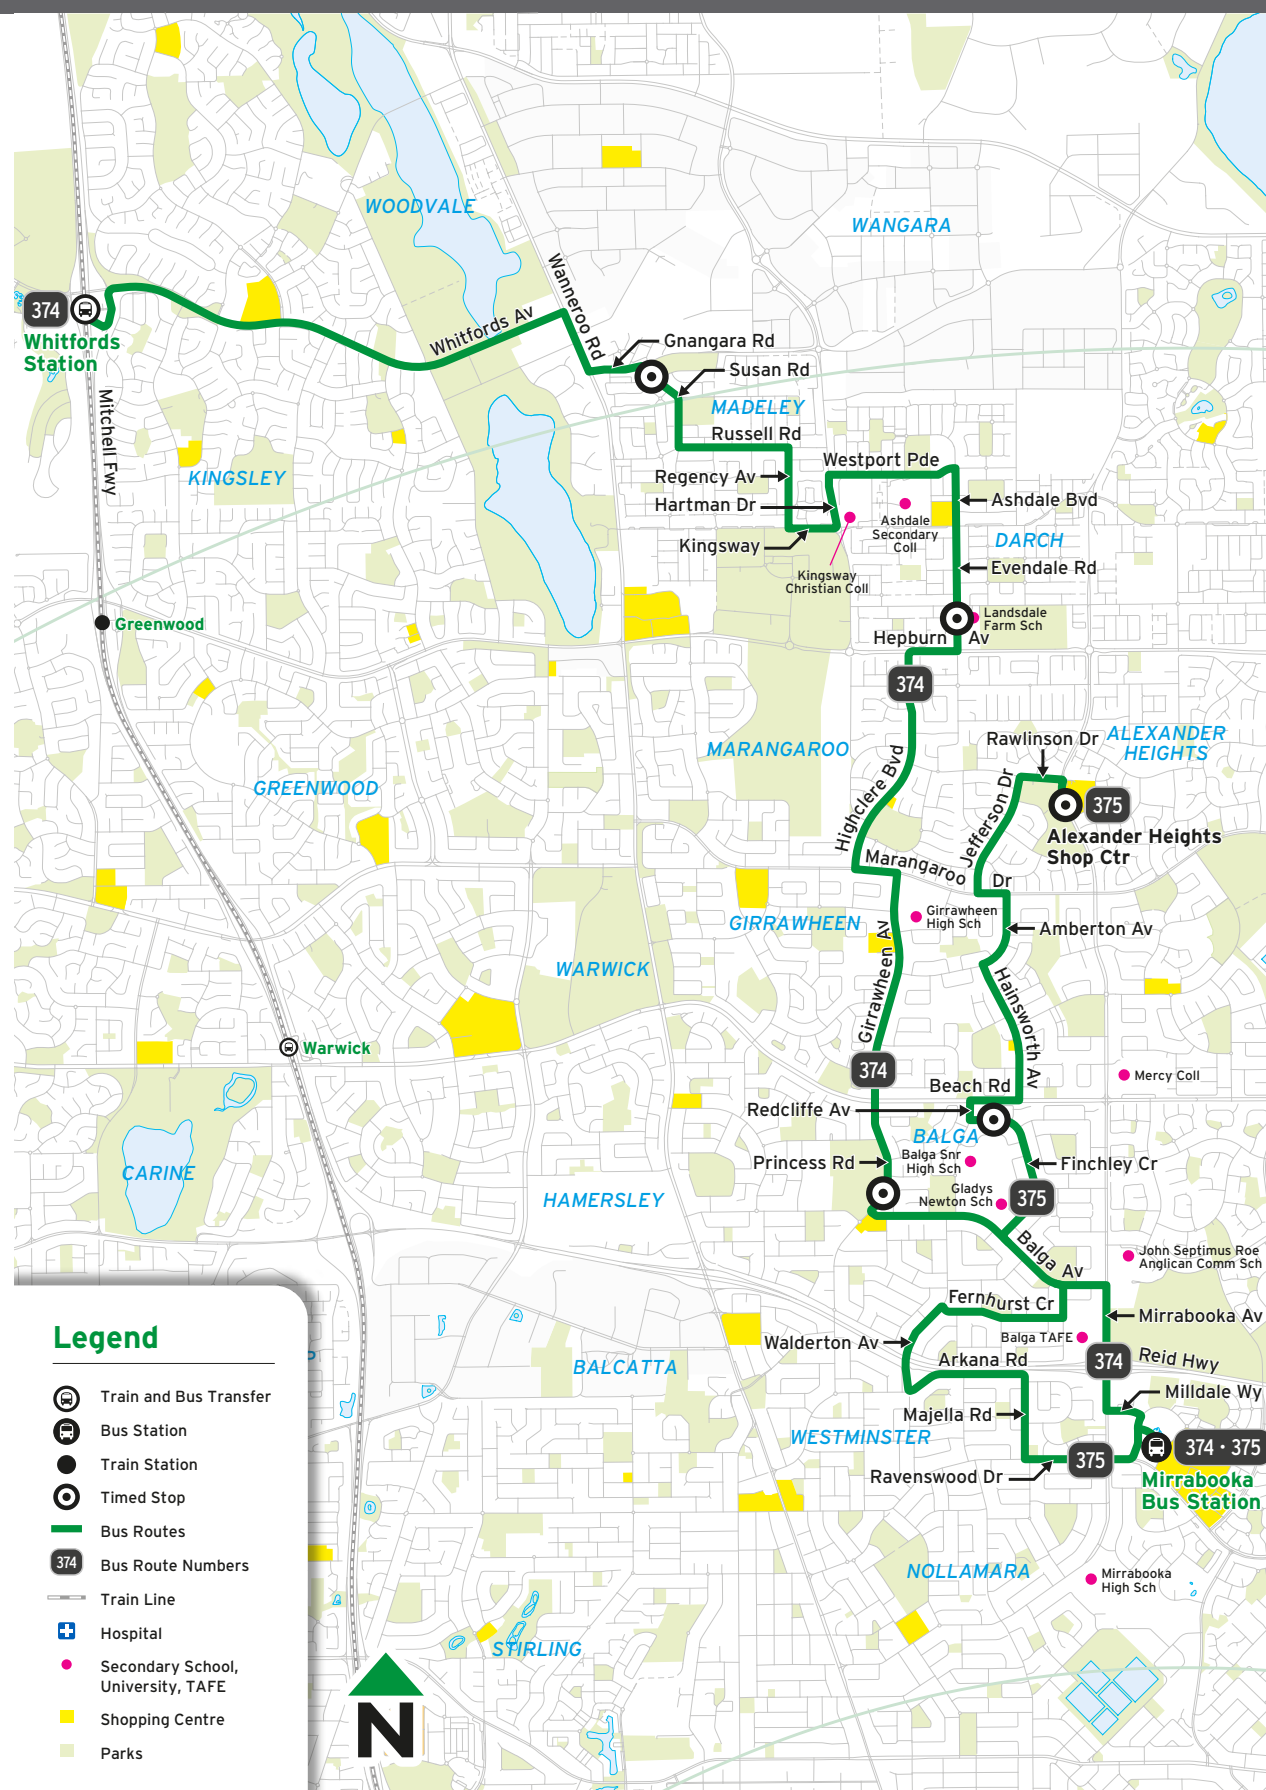 WOODVALE
WANGARA
Wanneroo Rd
374
Whitfords
Station
Whitfords Av
Gnangara Rd
Susan Rd
MADELEY
Mitchell Fwy
Russell Rd
Westport Pde
KINGSLEY
Regency Av
Hartman Dr
Ashdale Bvd
Ashdale
Secondary
Coll
Kingsway
DARCH
Evendale Rd
Kingsway
Christian Coll
Greenwood
Landsdale
Farm Sch
Hepburn Av
374
MARANGAROO
Rawlinson Dr
ALEXANDER
HEIGHTS
GREENWOOD
Highclere Bvd
Jefferson Dr
375
Alexander Heights
Shop Ctr
Marangaroo Dr
GIRRAWHEEN
Girrawheen
High Sch
Amberton Av
WARWICK
Girrawheen Av
Hainsworth Av
Warwick
374
Mercy Coll
Beach Rd
Redcliffe Av
BALGA
CARINE
Princess Rd
Balga Snr
High Sch
Finchley Cr
HAMERSLEY
Gladys
Newton Sch
375
Balga Av
John Septimus Roe
Anglican Comm Sch
Fernhurst Cr
Mirrabooka Av
Walderton Av
Balga TAFE
BALCATTA
Arkana Rd
374
Reid Hwy
Milldale Wy
Majella Rd
WESTMINSTER
374 • 375
375
Ravenswood Dr
Mirrabooka
Bus Station
NOLLAMARA
Mirrabooka
High Sch
STIRLING
P
Legend
Train and Bus Transfer
Bus Station
Train Station
Timed Stop
Bus Routes
374
Bus Route Numbers
Train Line
Hospital
Secondary School,
University, TAFE
Shopping Centre
Parks
N